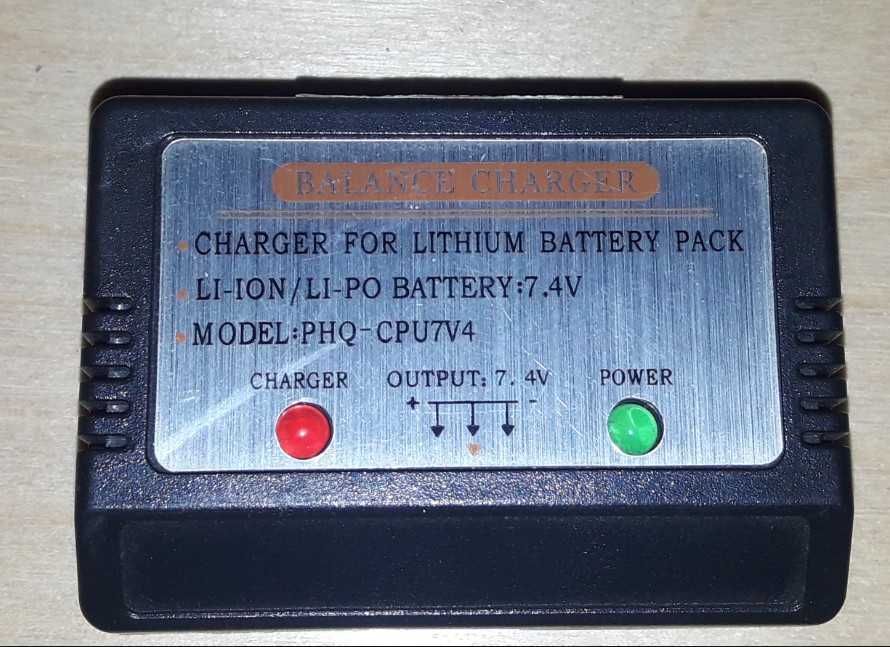 BALANCE CHARGER
CHARGER FOR LITHIUM BATTERY PACK
LI-ION/LI-PO BATTERY:7.4V
MODEL:PHQ-CPU7V4
CHARGER OUTPUT: 7. 4V POWER
+ -